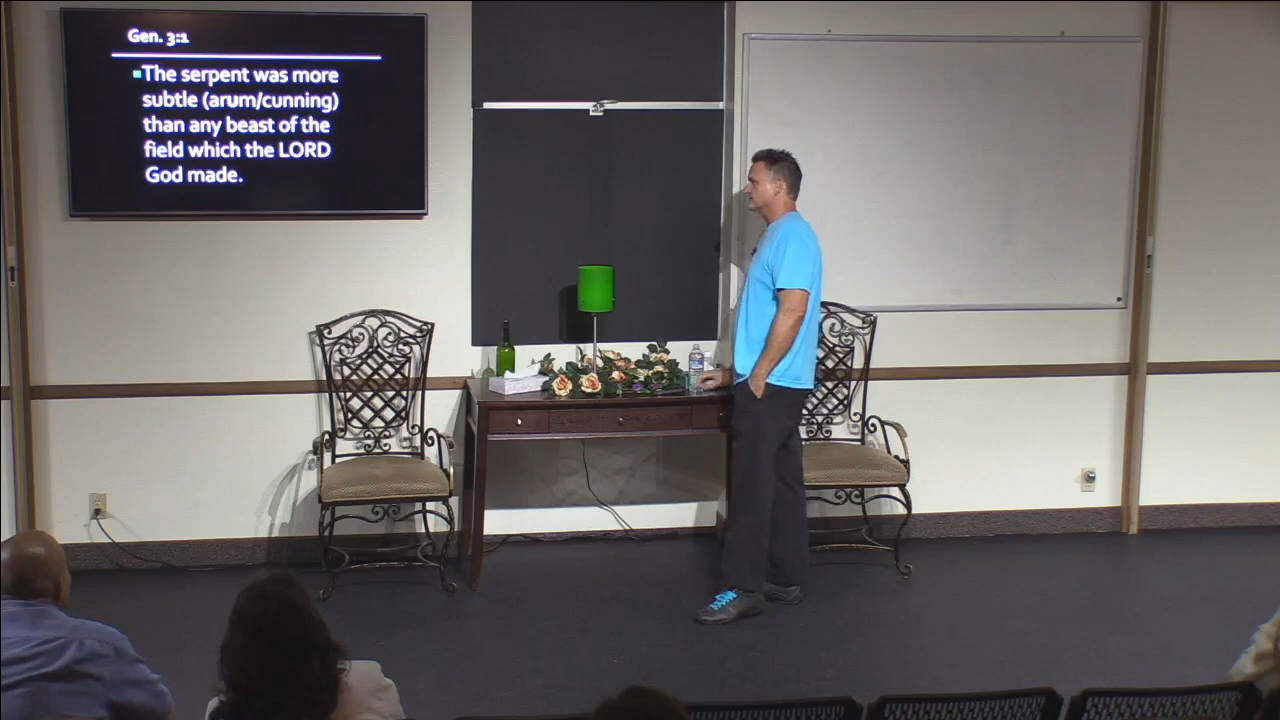 Gen. 3:1
The serpent was more
subtle (arum/cunning)
than any beast of the
field which the LORD
God made.